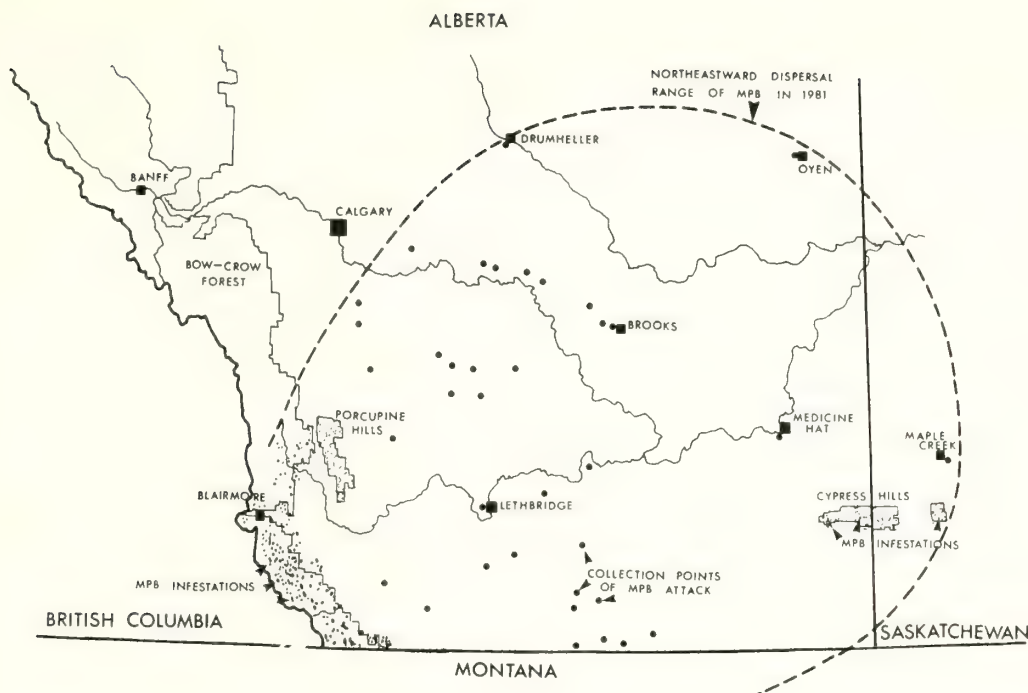 ALBERTA
NORTHEASTWARD DISPERSAL
RANGE OF MPB IN 1981
DRUMHELLER
OYEN
BANFF
CALGARY
BOW-CROW
FOREST
BROOKS
PORCUPINE
HILLS
MEDICINE
HAT
MAPLE
CREEK
BLAIRMORE
LETHBRIDGE
CYPRESS HILLS
MPB INFESTATIONS
COLLECTION POINTS
OF MPB ATTACK
MPB INFESTATIONS
BRITISH COLUMBIA
SASKATCHEWAN
MONTANA